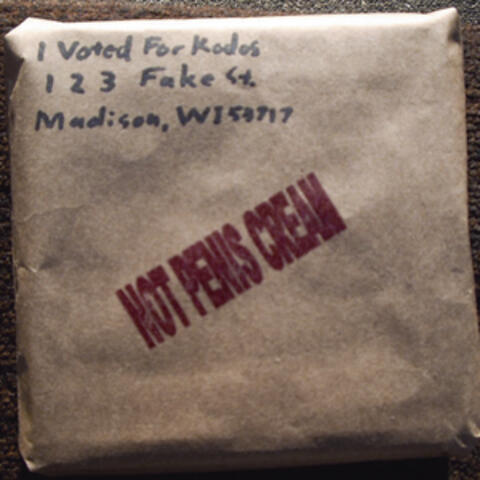 I Voted For Kodos
1 2 3 Fake St.
Madison, WI 53717
NOT PENIS CREAM